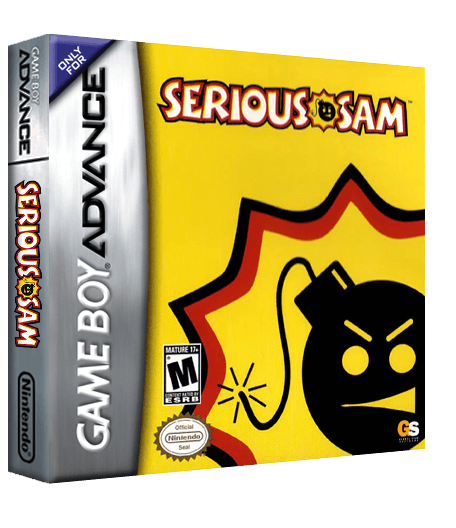 GAME BOY
ADVANCE
SERIOUS SAM
Nintendo
ONLY
FOR
GAME BOY ADVANCE
SERIOUS SAM
MATURE 17+
M
CONTENT RATED BY
ESRB
Official
Nintendo
Seal
GS